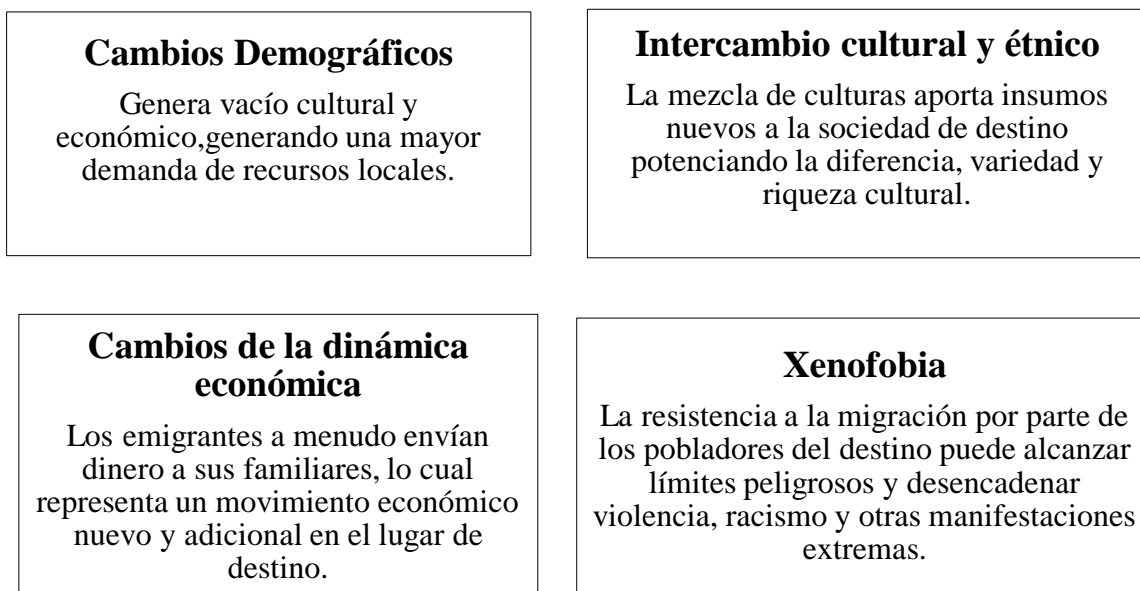 Cambios Demográficos
Genera vacío cultural y
económico,generando una mayor
demanda de recursos locales.
Intercambio cultural y étnico
La mezcla de culturas aporta insumos
nuevos a la sociedad de destino
potenciando la diferencia, variedad y
riqueza cultural.
Cambios de la dinámica
económica
Los emigrantes a menudo envían
dinero a sus familiares, lo cual
representa un movimiento económico
nuevo y adicional en el lugar de
destino.
Xenofobia
La resistencia a la migración por parte de
los pobladores del destino puede alcanzar
límites peligrosos y desencadenar
violencia, racismo y otras manifestaciones
extremas.